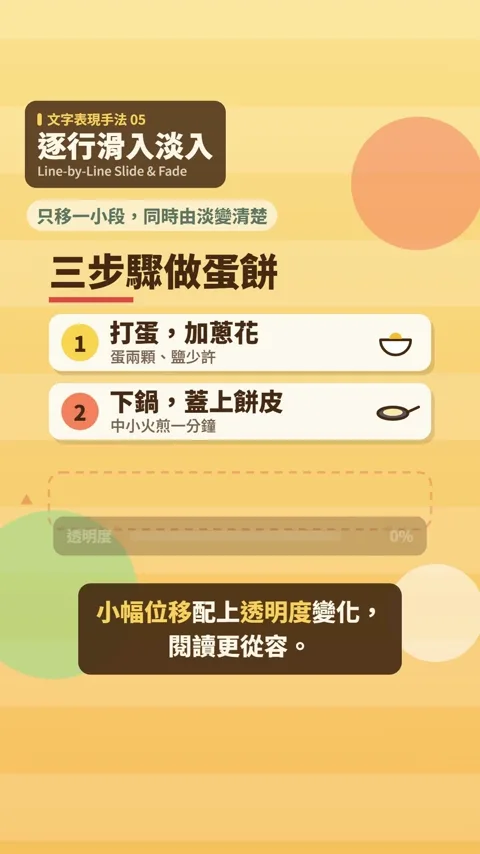 文字表現手法 05
逐行滑入淡入
Line-by-Line Slide & Fade
只移一小段，同時由淡變清楚
三步驟做蛋餅
1
打蛋，加蔥花
蛋兩顆、鹽少許
2
下鍋，蓋上餅皮
中小火煎一分鐘
透明度
0%
小幅位移配上透明度變化，
閱讀更從容。